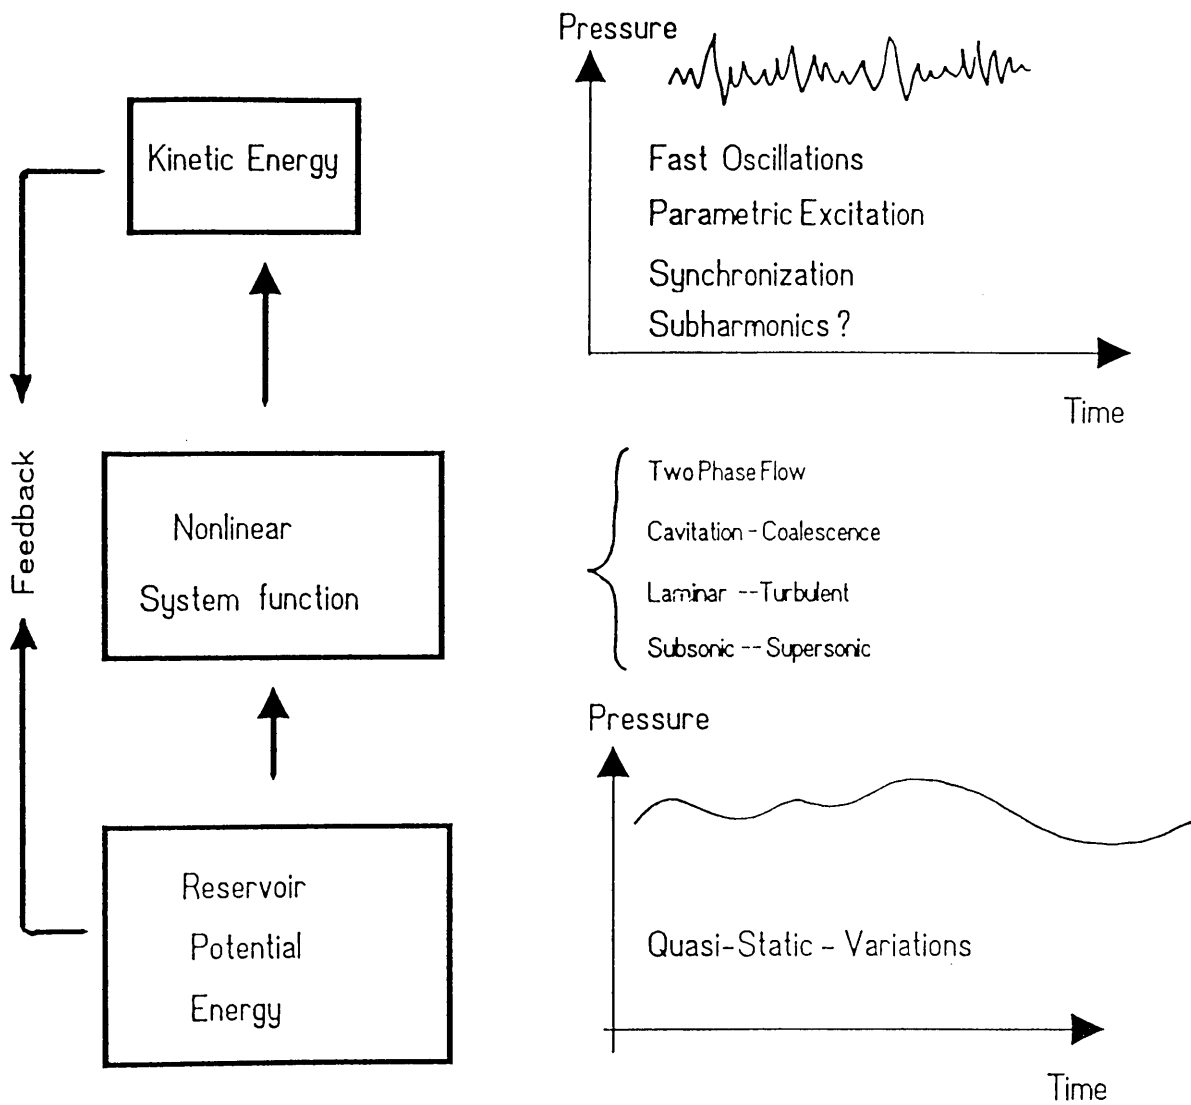 Pressure
Kinetic Energy
Fast Oscillations
Parametric Excitation
Synchronization
Subharmonics ?
Time
Feedback
Nonlinear
System function
Two Phase Flow
Cavitation - Coalescence
Laminar -- Turbulent
Subsonic -- Supersonic
Pressure
Reservoir
Potential
Energy
Quasi-Static - Variations
Time